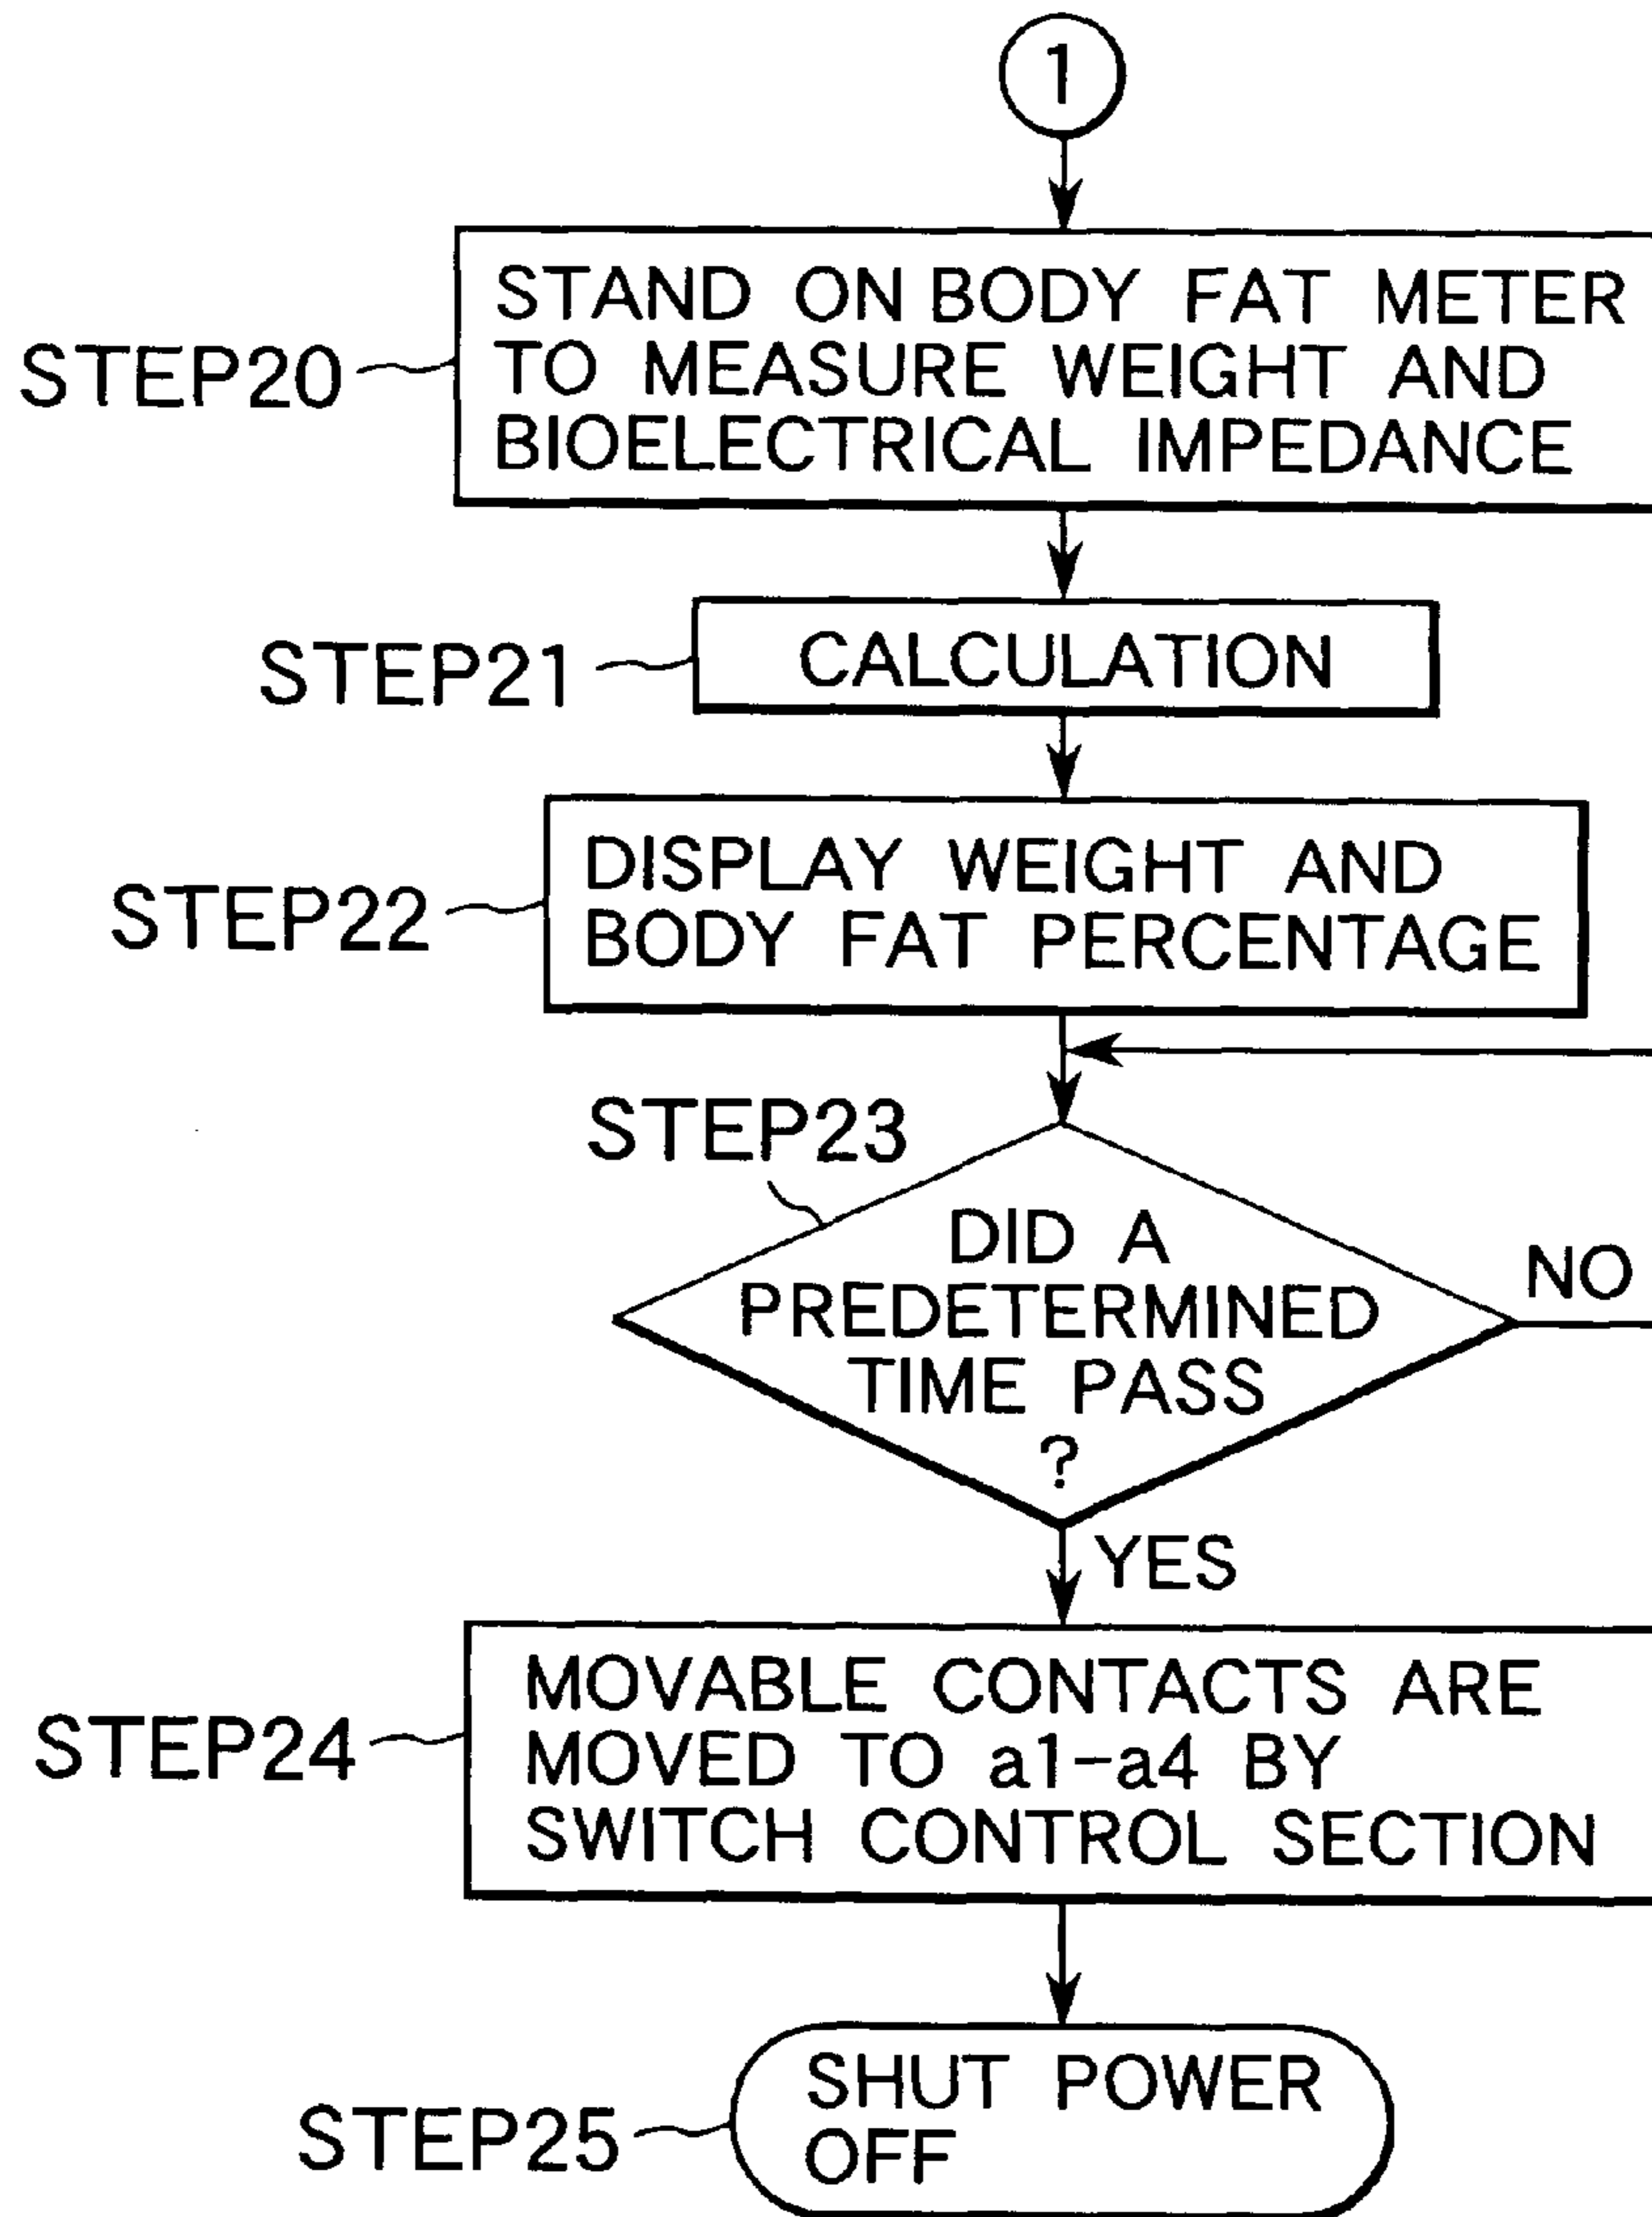 1
STAND ON BODY FAT METER
TO MEASURE WEIGHT AND
BIOELECTRICAL IMPEDANCE
STEP20
CALCULATION
STEP21
DISPLAY WEIGHT AND
BODY FAT PERCENTAGE
STEP22
STEP23
DID A
PREDETERMINED
TIME PASS
?
NO
YES
MOVABLE CONTACTS ARE
MOVED TO a1-a4 BY
SWITCH CONTROL SECTION
STEP24
SHUT POWER
OFF
STEP25